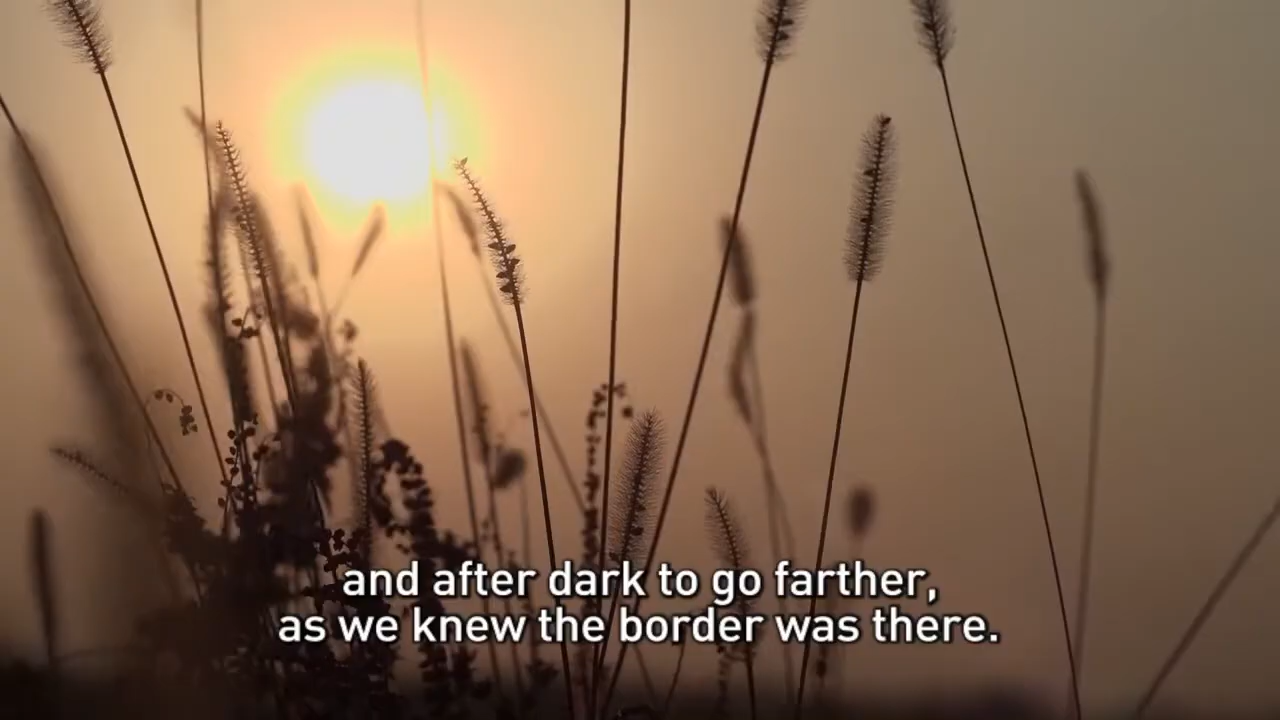 and after dark to go farther,
as we knew the border was there.